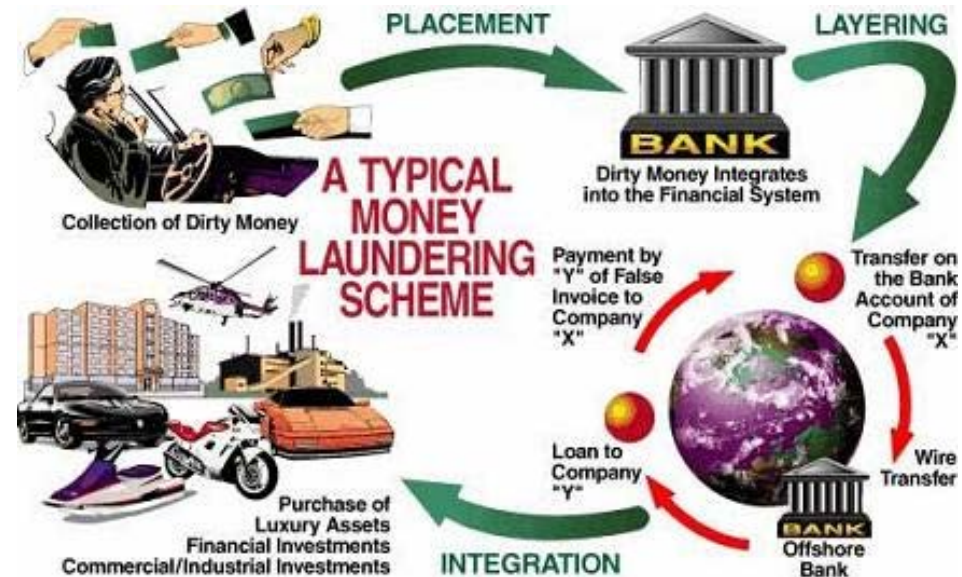 PLACEMENT
LAYERING
BANK
Dirty Money Integrates
into the Financial System
Collection of Dirty Money
A TYPICAL
MONEY
LAUNDERING
SCHEME
Payment by
"Y" of False
Invoice to
Company
"X"
Transfer on
the Bank
Account of
Company
"X"
Loan to
Company
"Y"
Wire
Transfer
BANK
Offshore
Bank
Purchase of
Luxury Assets
Financial Investments
Commercial/Industrial Investments
INTEGRATION